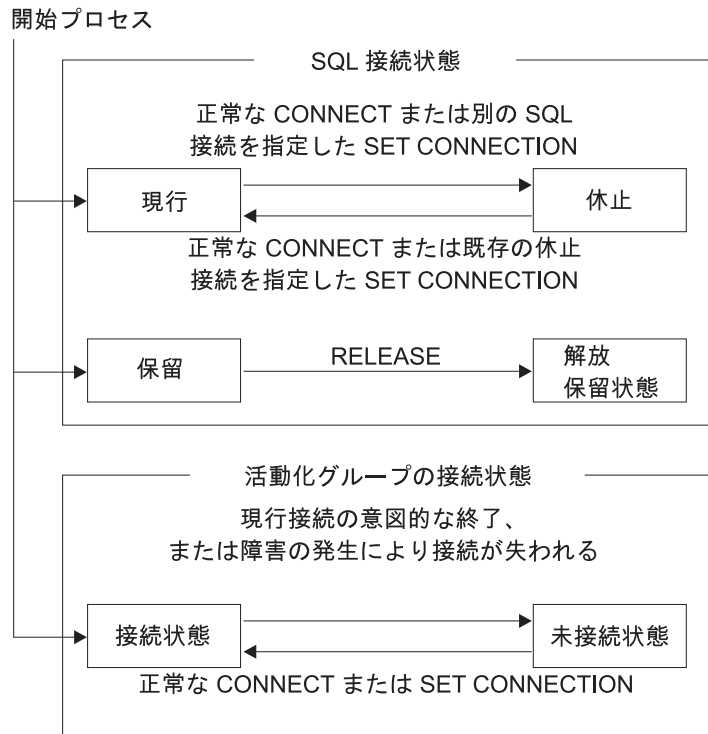 開始プロセス
SQL 接続状態
正常な CONNECT または別の SQL
接続を指定した SET CONNECTION
現行
休止
正常な CONNECT または既存の休止
接続を指定した SET CONNECTION
保留
RELEASE
解放
保留状態
活動化グループの接続状態
現行接続の意図的な終了、
または障害の発生により接続が失われる
接続状態
未接続状態
正常な CONNECT または SET CONNECTION